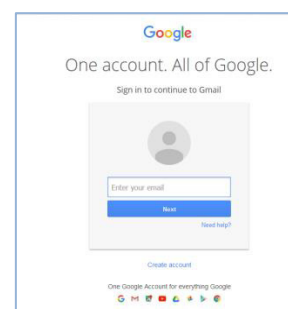 Google
One account. All of Google.
Sign in to continue to Gmail
Enter your email
Next
Need help?
Create account
One Google Account for everything Google